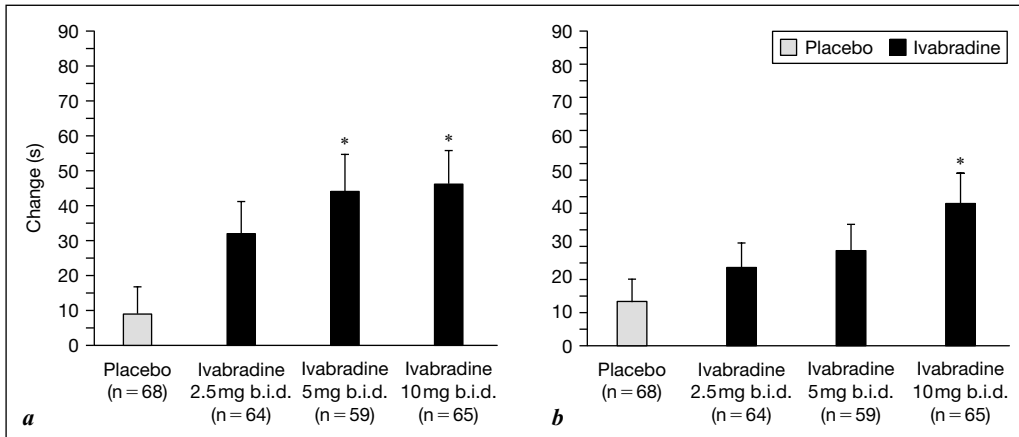 90
80
70
60
50
40
30
20
10
0
Change (s)
*
*
Placebo
(n = 68)
Ivabradine
2.5 mg b.i.d.
(n = 64)
Ivabradine
5 mg b.i.d.
(n = 59)
Ivabradine
10 mg b.i.d.
(n = 65)
a
Placebo
Ivabradine
90
80
70
60
50
40
30
20
10
0
*
Placebo
(n = 68)
Ivabradine
2.5 mg b.i.d.
(n = 64)
Ivabradine
5 mg b.i.d.
(n = 59)
Ivabradine
10 mg b.i.d.
(n = 65)
b